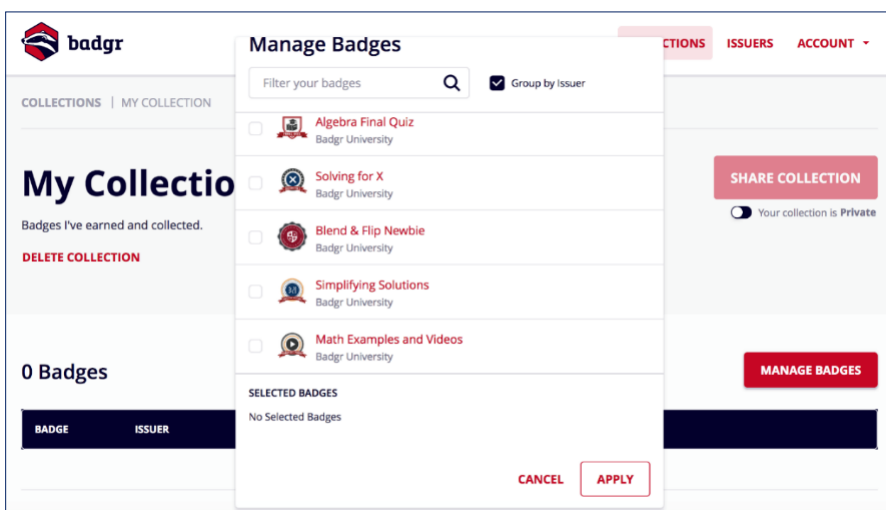 badgr
CTIONS
ISSUERS
ACCOUNT
COLLECTIONS | MY COLLECTION
My Collectio
Badges I've earned and collected.
DELETE COLLECTION
SHARE COLLECTION
Your collection is Private
0 Badges
MANAGE BADGES
BADGE
ISSUER
Manage Badges
Filter your badges
Group by Issuer
Algebra Final Quiz
Badgr University
Solving for X
Badgr University
Blend & Flip Newbie
Badgr University
Simplifying Solutions
Badgr University
Math Examples and Videos
Badgr University
SELECTED BADGES
No Selected Badges
CANCEL
APPLY